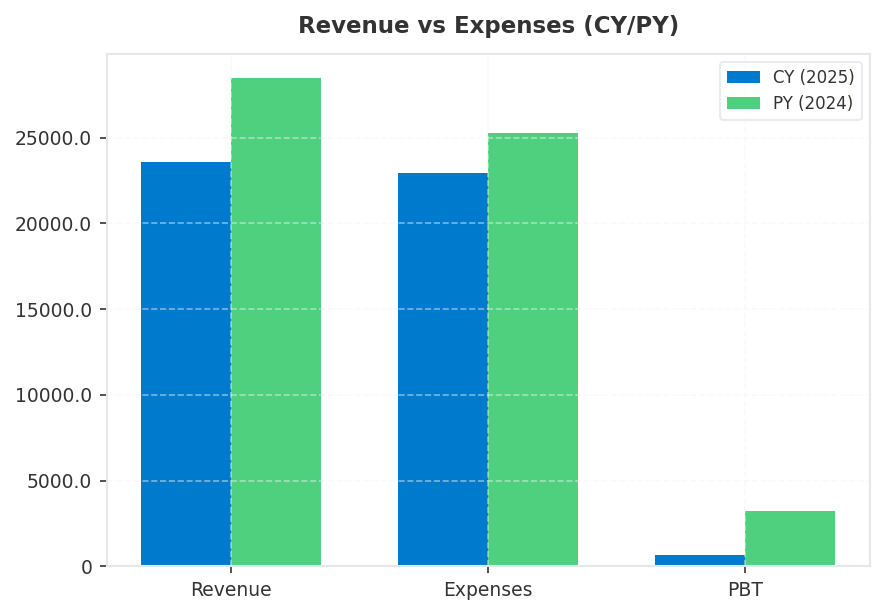 Revenue vs Expenses (CY/PY)
CY (2025)
PY (2024)
25000.0
20000.0
15000.0
10000.0
5000.0
0
Revenue
Expenses
PBT